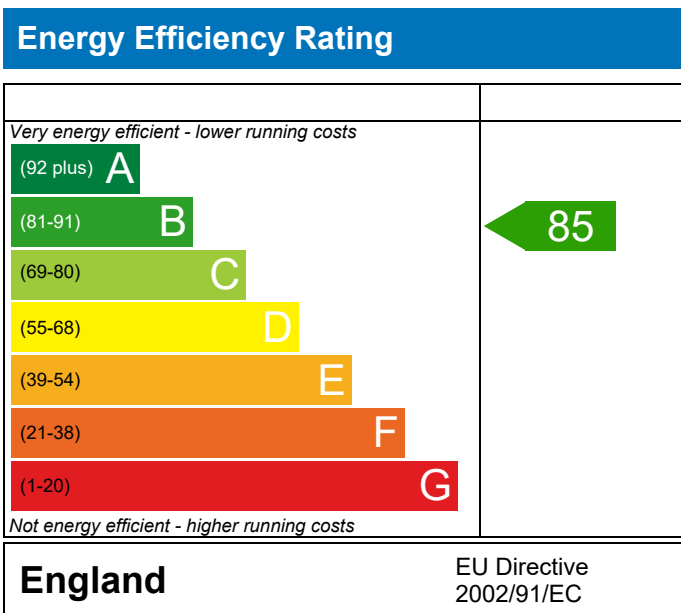 Energy Efficiency Rating
Very energy efficient - lower running costs
(92 plus) A
(81-91) B
85
(69-80) C
(55-68) D
(39-54) E
(21-38) F
(1-20) G
Not energy efficient - higher running costs
England
EU Directive
2002/91/EC